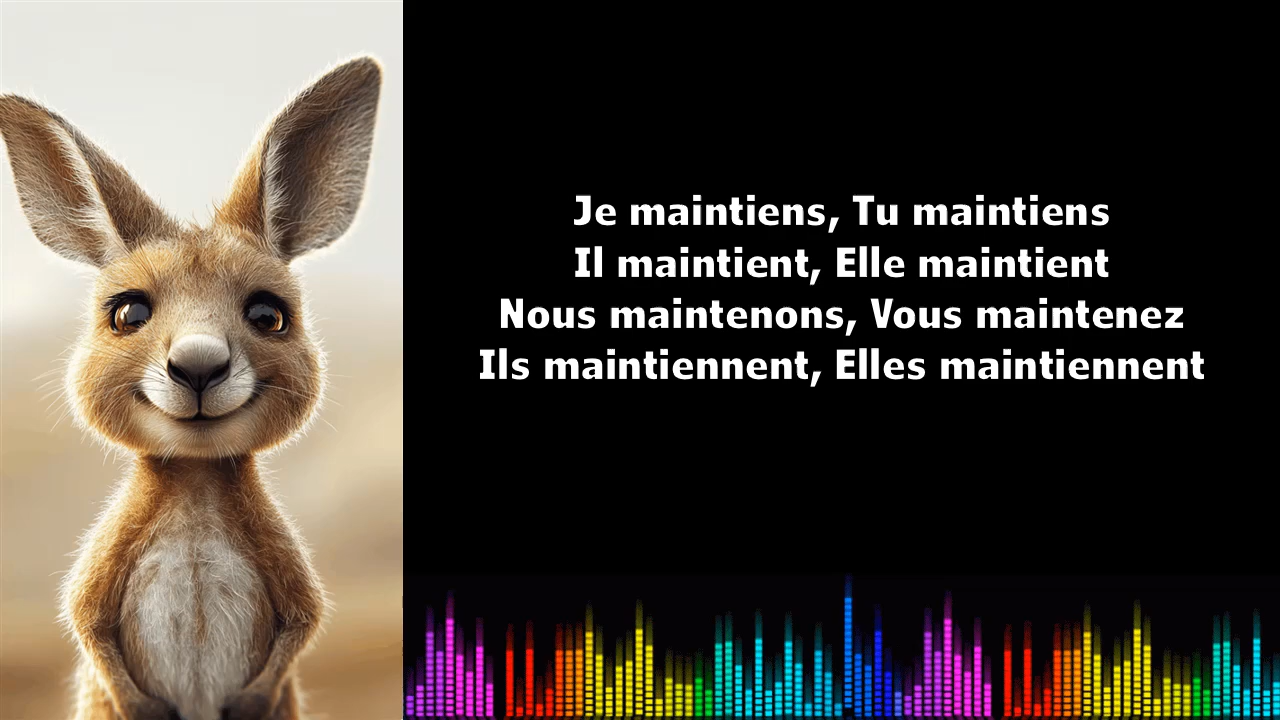 Je maintiens, Tu maintiens
Il maintient, Elle maintient
Nous maintenons, Vous maintenez
Ils maintiennent, Elles maintiennent